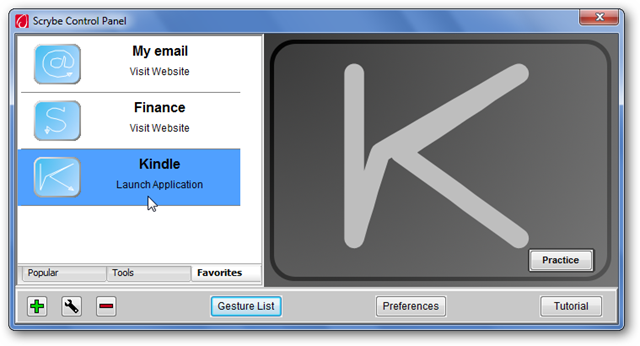 Scrybe Control Panel
My email
Visit Website
Finance
Visit Website
Kindle
Launch Application
Practice
Popular
Tools
Favorites
Gesture List
Preferences
Tutorial